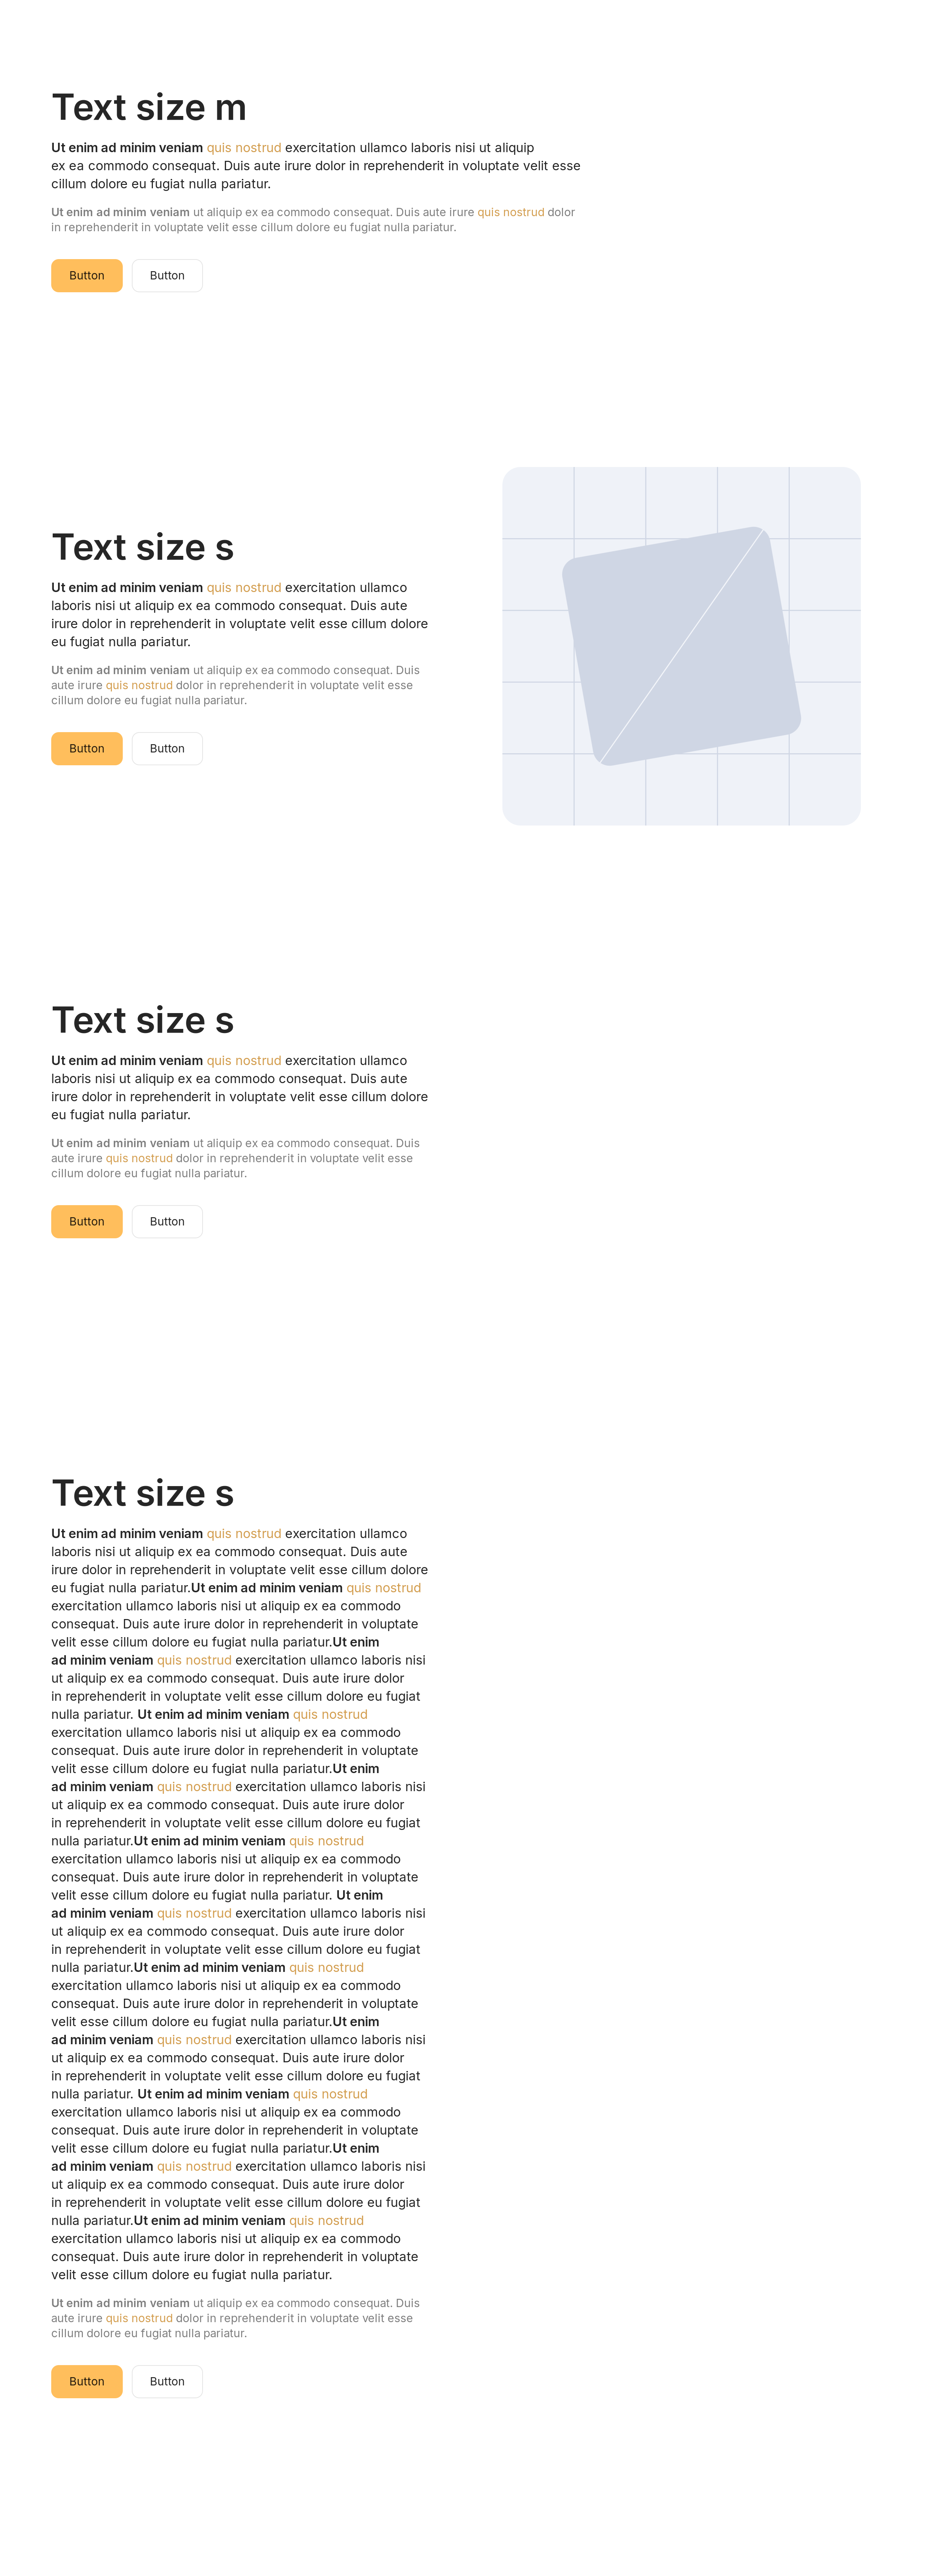 Text size m
Ut enim ad minim veniam quis nostrud exercitation ullamco laboris nisi ut aliquip
ex ea commodo consequat. Duis aute irure dolor in reprehenderit in voluptate velit esse
cillum dolore eu fugiat nulla pariatur.
Ut enim ad minim veniam ut aliquip ex ea commodo consequat. Duis aute irure quis nostrud dolor
in reprehenderit in voluptate velit esse cillum dolore eu fugiat nulla pariatur.
Button Button
Text size s
Ut enim ad minim veniam quis nostrud exercitation ullamco
laboris nisi ut aliquip ex ea commodo consequat. Duis aute
irure dolor in reprehenderit in voluptate velit esse cillum dolore
eu fugiat nulla pariatur.
Ut enim ad minim veniam ut aliquip ex ea commodo consequat. Duis
aute irure quis nostrud dolor in reprehenderit in voluptate velit esse
cillum dolore eu fugiat nulla pariatur.
Button Button
Text size s
Ut enim ad minim veniam quis nostrud exercitation ullamco
laboris nisi ut aliquip ex ea commodo consequat. Duis aute
irure dolor in reprehenderit in voluptate velit esse cillum dolore
eu fugiat nulla pariatur.
Ut enim ad minim veniam ut aliquip ex ea commodo consequat. Duis
aute irure quis nostrud dolor in reprehenderit in voluptate velit esse
cillum dolore eu fugiat nulla pariatur.
Button Button
Text size s
Ut enim ad minim veniam quis nostrud exercitation ullamco
laboris nisi ut aliquip ex ea commodo consequat. Duis aute
irure dolor in reprehenderit in voluptate velit esse cillum dolore
eu fugiat nulla pariatur.Ut enim ad minim veniam quis nostrud
exercitation ullamco laboris nisi ut aliquip ex ea commodo
consequat. Duis aute irure dolor in reprehenderit in voluptate
velit esse cillum dolore eu fugiat nulla pariatur.Ut enim
ad minim veniam quis nostrud exercitation ullamco laboris nisi
ut aliquip ex ea commodo consequat. Duis aute irure dolor
in reprehenderit in voluptate velit esse cillum dolore eu fugiat
nulla pariatur. Ut enim ad minim veniam quis nostrud
exercitation ullamco laboris nisi ut aliquip ex ea commodo
consequat. Duis aute irure dolor in reprehenderit in voluptate
velit esse cillum dolore eu fugiat nulla pariatur.Ut enim
ad minim veniam quis nostrud exercitation ullamco laboris nisi
ut aliquip ex ea commodo consequat. Duis aute irure dolor
in reprehenderit in voluptate velit esse cillum dolore eu fugiat
nulla pariatur.Ut enim ad minim veniam quis nostrud
exercitation ullamco laboris nisi ut aliquip ex ea commodo
consequat. Duis aute irure dolor in reprehenderit in voluptate
velit esse cillum dolore eu fugiat nulla pariatur. Ut enim
ad minim veniam quis nostrud exercitation ullamco laboris nisi
ut aliquip ex ea commodo consequat. Duis aute irure dolor
in reprehenderit in voluptate velit esse cillum dolore eu fugiat
nulla pariatur.Ut enim ad minim veniam quis nostrud
exercitation ullamco laboris nisi ut aliquip ex ea commodo
consequat. Duis aute irure dolor in reprehenderit in voluptate
velit esse cillum dolore eu fugiat nulla pariatur.Ut enim
ad minim veniam quis nostrud exercitation ullamco laboris nisi
ut aliquip ex ea commodo consequat. Duis aute irure dolor
in reprehenderit in voluptate velit esse cillum dolore eu fugiat
nulla pariatur. Ut enim ad minim veniam quis nostrud
exercitation ullamco laboris nisi ut aliquip ex ea commodo
consequat. Duis aute irure dolor in reprehenderit in voluptate
velit esse cillum dolore eu fugiat nulla pariatur.Ut enim
ad minim veniam quis nostrud exercitation ullamco laboris nisi
ut aliquip ex ea commodo consequat. Duis aute irure dolor
in reprehenderit in voluptate velit esse cillum dolore eu fugiat
nulla pariatur.Ut enim ad minim veniam quis nostrud
exercitation ullamco laboris nisi ut aliquip ex ea commodo
consequat. Duis aute irure dolor in reprehenderit in voluptate
velit esse cillum dolore eu fugiat nulla pariatur.
Ut enim ad minim veniam ut aliquip ex ea commodo consequat. Duis
aute irure quis nostrud dolor in reprehenderit in voluptate velit esse
cillum dolore eu fugiat nulla pariatur.
Button Button